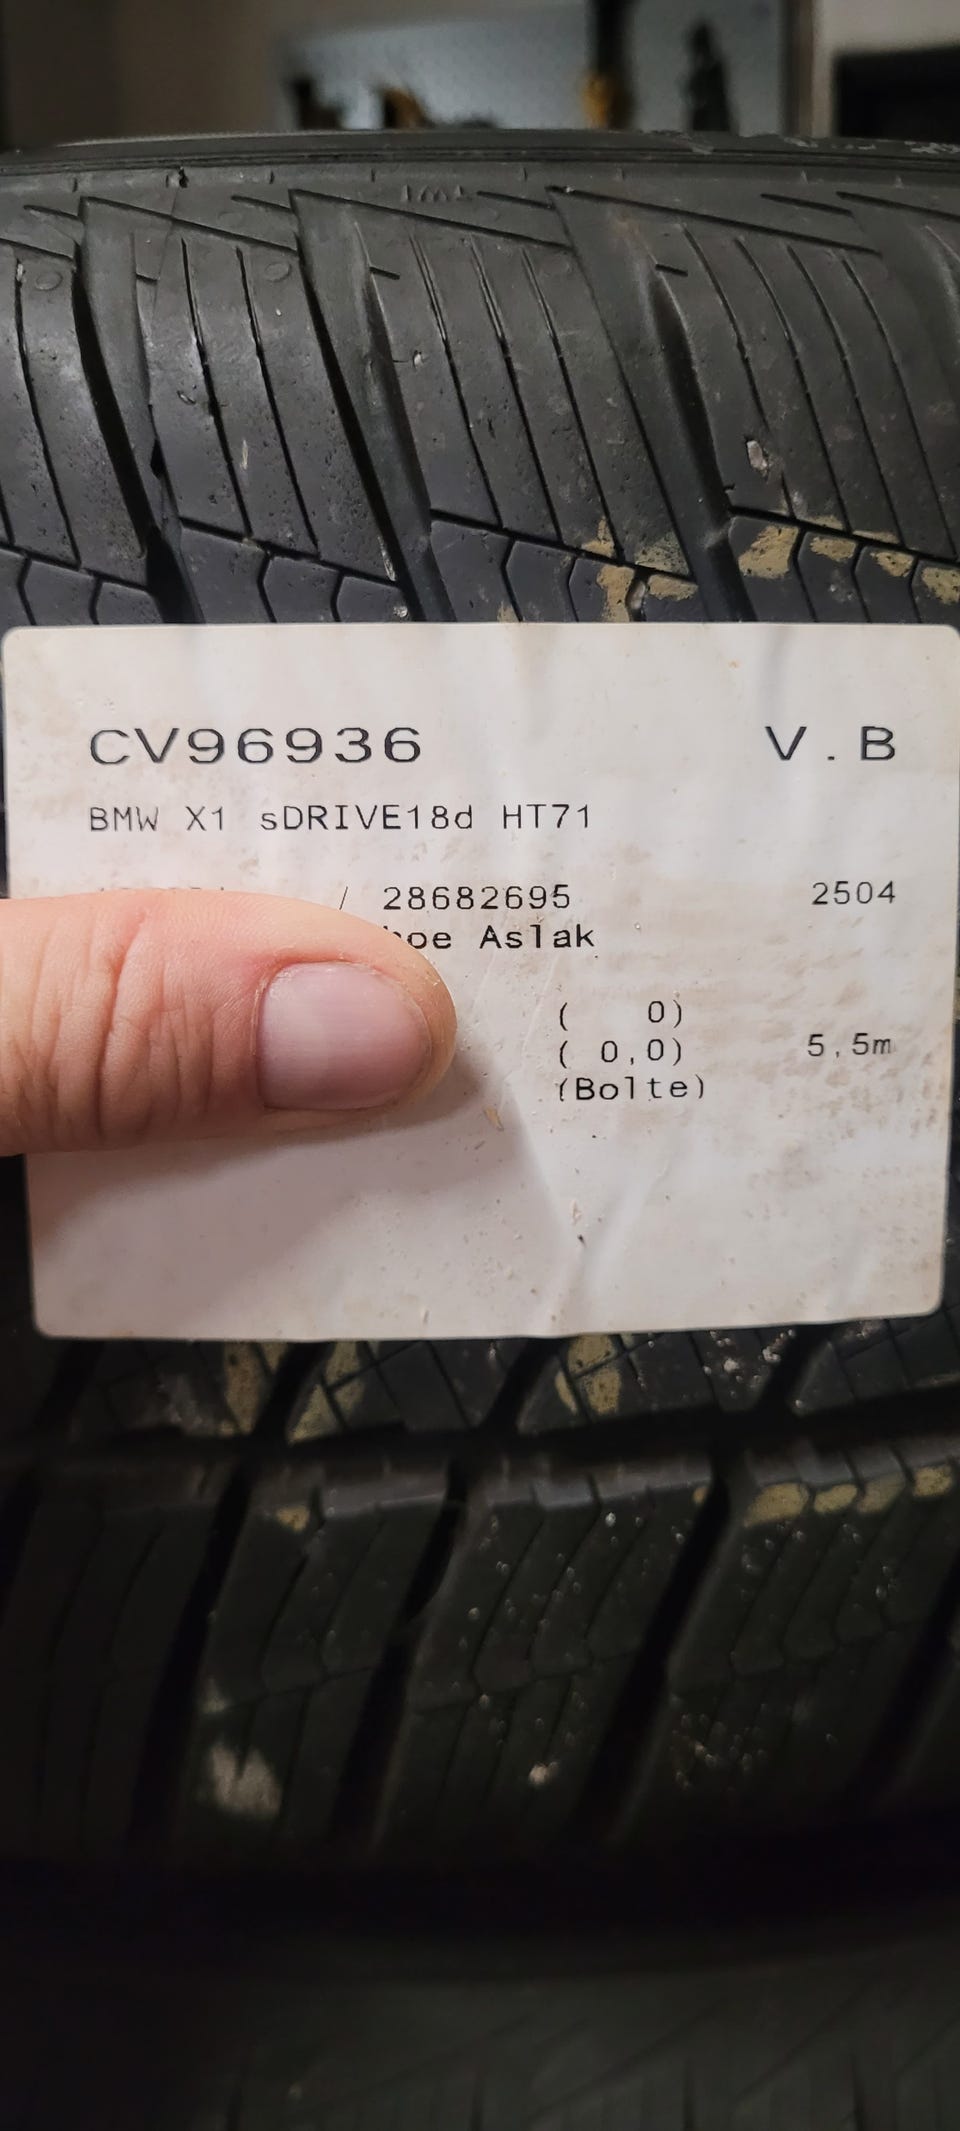 CV96936 V.B
BMW X1 sDRIVE18d HT71
/ 28682695 2504
Aslak
( 0)
( 0,0) 5,5m
(Bolte)